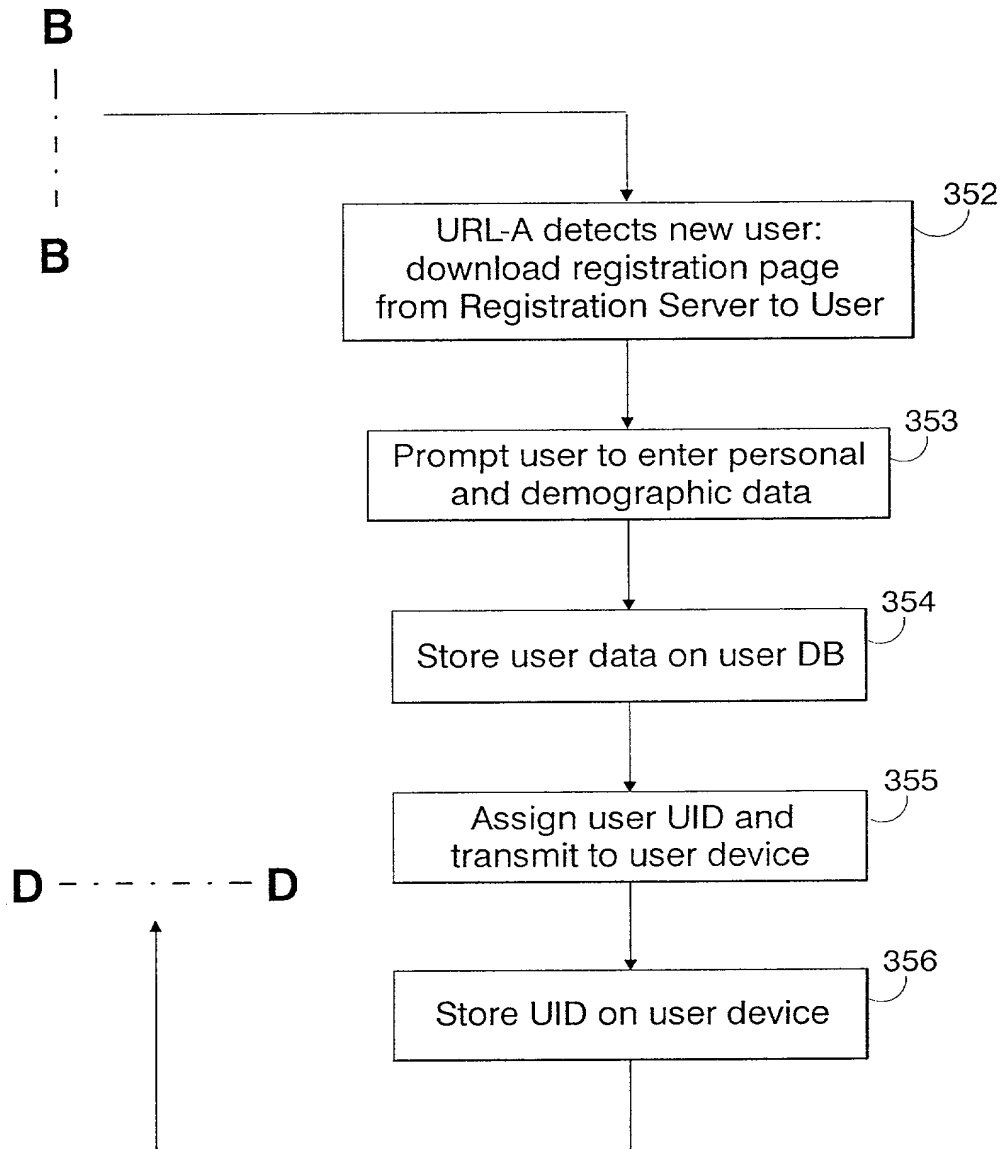 B
B
352
URL-A detects new user:
download registration page
from Registration Server to User
353
Prompt user to enter personal
and demographic data
354
Store user data on user DB
355
Assign user UID and
transmit to user device
D D
356
Store UID on user device